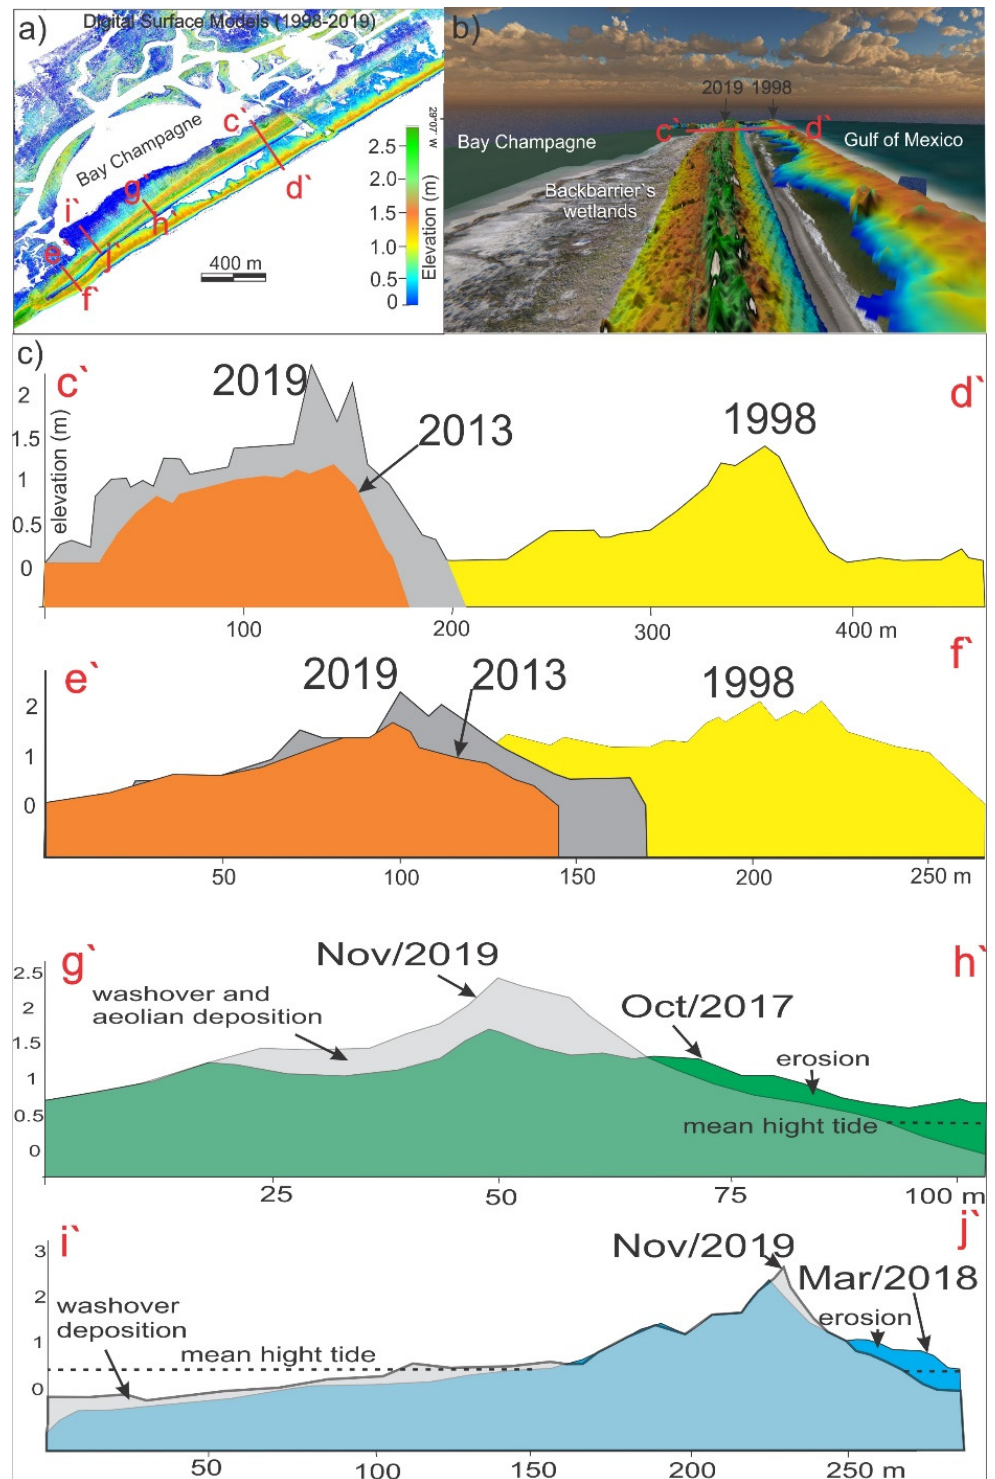 a)
Digital Surface Models (1998-2019)
Bay Champagne
c`
d`
g`
h`
i`
j`
e`
f`
400 m
29°07' W
2.5
2.0
1.5
1.0
0.5
0
Elevation (m)
b)
2019 1998
c`
d`
Bay Champagne
Gulf of Mexico
Backbarrier`s
wetlands
c)
c`
d`
2019
2013
1998
elevation (m)
2
1.5
1
0.5
0
100
200
300
400 m
e`
f`
2019
2013
1998
2
1
0
50
100
150
200
250 m
g`
h`
Nov/2019
washover and
aeolian deposition
Oct/2017
erosion
mean hight tide
2.5
2
1.5
1
0.5
0
25
50
75
100 m
i`
j`
Nov/2019
Mar/2018
erosion
washover
deposition
mean hight tide
3
2
1
0
50
100
150
200
250 m